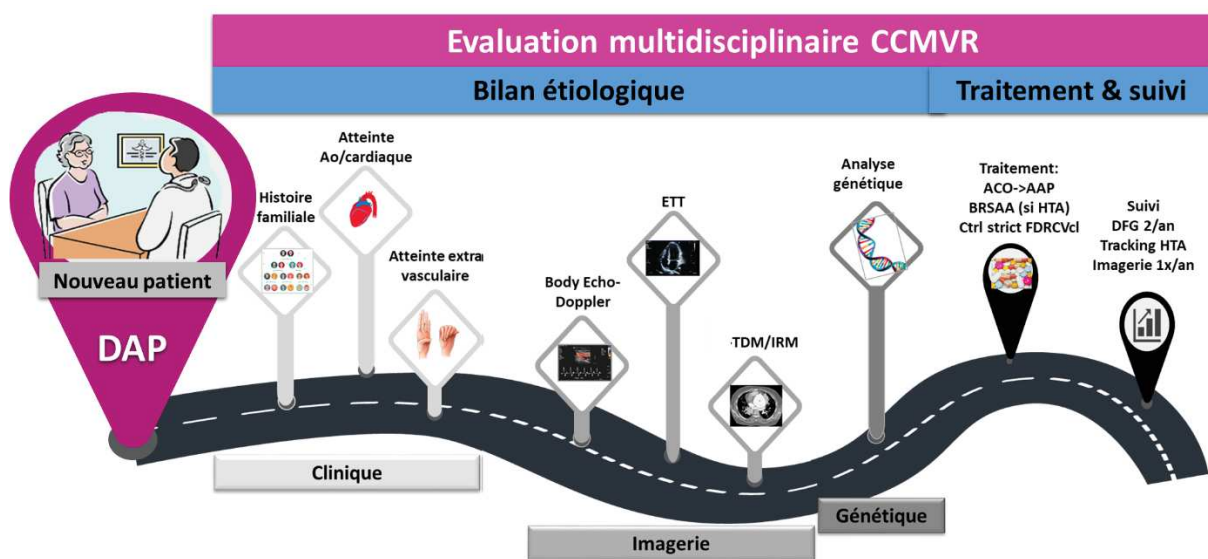 Evaluation multidisciplinaire CCMVR
Bilan étiologique
Traitement & suivi
Nouveau patient
DAP
Histoire
familiale
Atteinte
Ao/cardiaque
Atteinte extra
vasculaire
Clinique
Body Echo-
Doppler
ETT
-TDM/IRM
Imagerie
Analyse
génétique
Génétique
Traitement:
ACO->AAP
BRSAA (si HTA)
Ctrl strict FDRCVcl
Suivi
DFG 2/an
Tracking HTA
Imagerie 1x/an